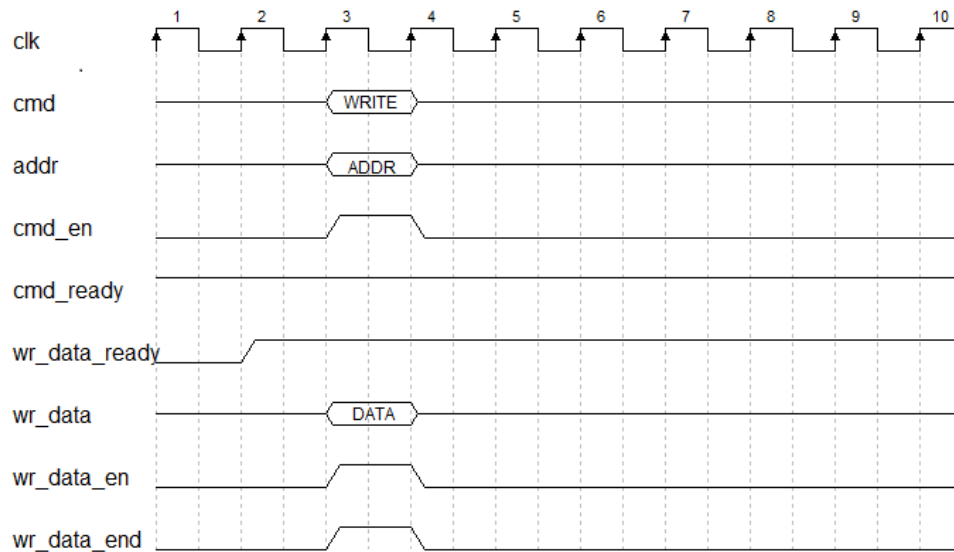 1 2 3 4 5 6 7 8 9 10
clk
cmd WRITE
addr ADDR
cmd_en
cmd_ready
wr_data_ready
wr_data DATA
wr_data_en
wr_data_end